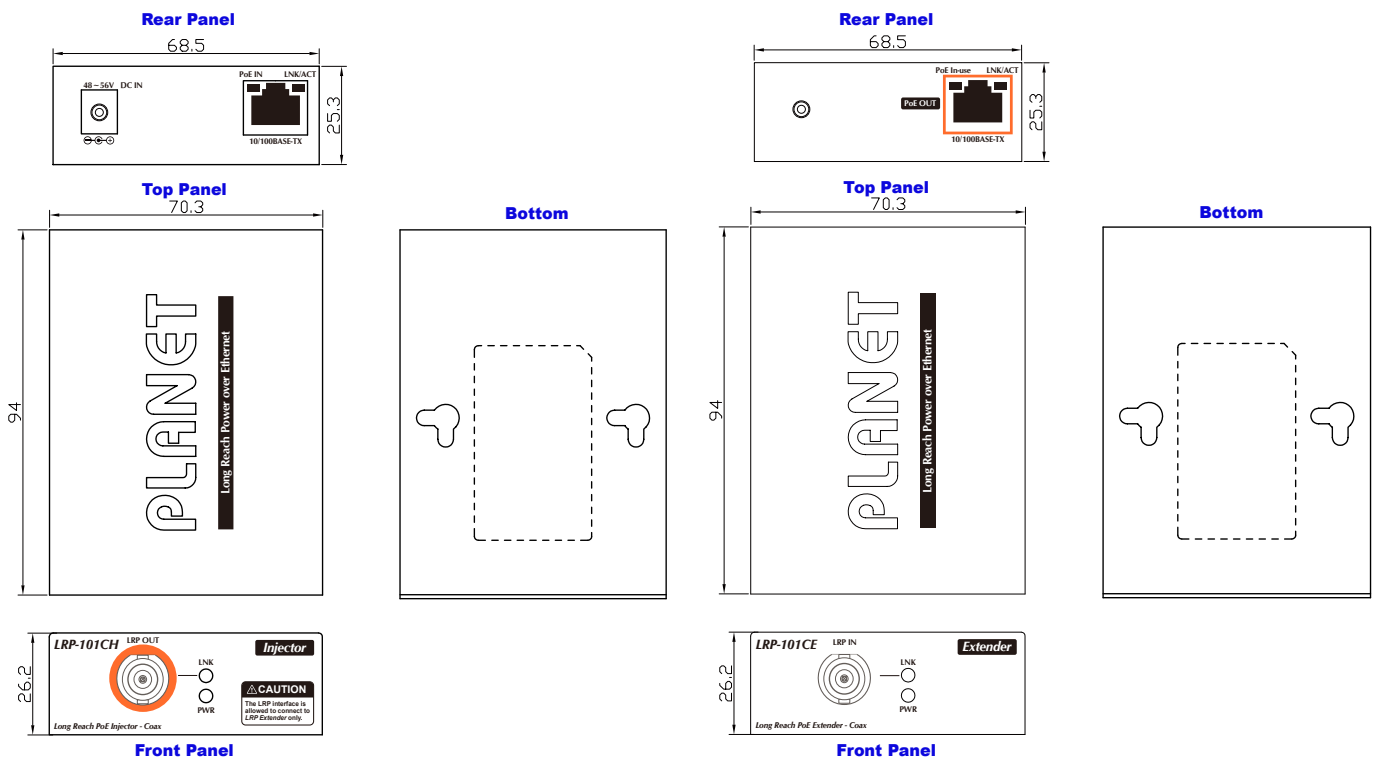 Rear Panel
68.5
PoE IN
LNK/ACT
48~56V DC IN
10/100BASE-TX
25.3
Top Panel
70.3
94
PLANET
Long Reach Power over Ethernet
Bottom
LRP-101CH
LRP OUT
Injector
LNK
PWR
CAUTION
The LRP interface is
allowed to connect to
LRP Extender only.
Long Reach PoE Injector - Coax
26.2
Front Panel
Rear Panel
68.5
PoE In-use
LNK/ACT
PoE OUT
10/100BASE-TX
25.3
Top Panel
70.3
94
PLANET
Long Reach Power over Ethernet
Bottom
LRP-101CE
LRP IN
Extender
LNK
PWR
Long Reach PoE Extender - Coax
26.2
Front Panel